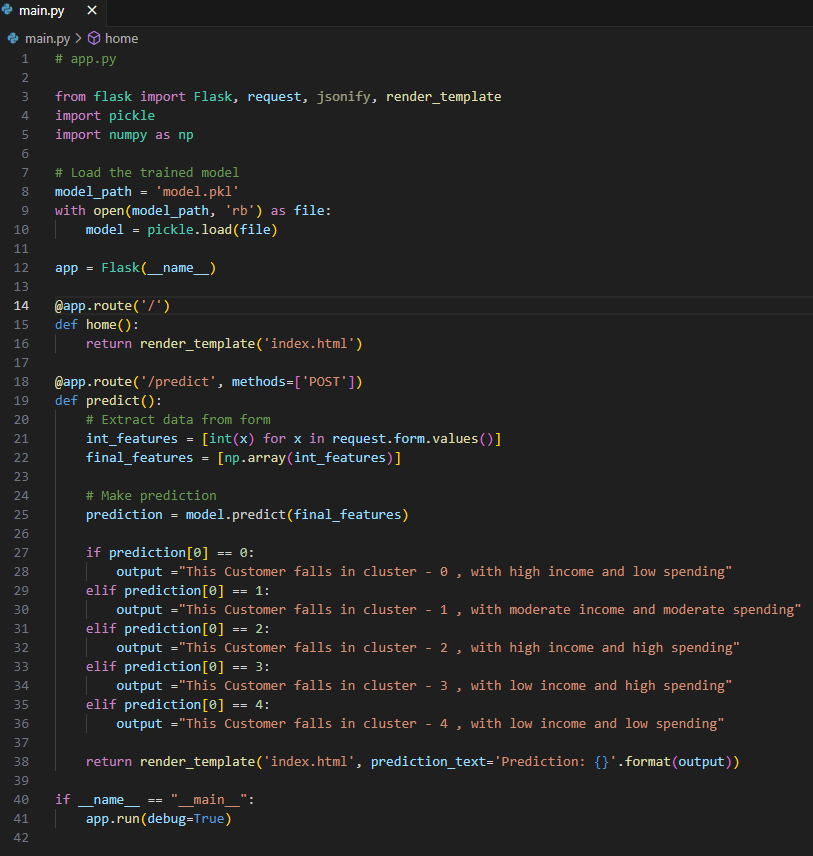 main.py ×
main.py > home
1 # app.py
2
3 from flask import Flask, request, jsonify, render_template
4 import pickle
5 import numpy as np
6
7 # Load the trained model
8 model_path = 'model.pkl'
9 with open(model_path, 'rb') as file:
10     model = pickle.load(file)
11
12 app = Flask(__name__)
13
14 @app.route('/')
15 def home():
16     return render_template('index.html')
17
18 @app.route('/predict', methods=['POST'])
19 def predict():
20     # Extract data from form
21     int_features = [int(x) for x in request.form.values()]
22     final_features = [np.array(int_features)]
23
24     # Make prediction
25     prediction = model.predict(final_features)
26
27     if prediction[0] == 0:
28         output ="This Customer falls in cluster - 0 , with high income and low spending"
29     elif prediction[0] == 1:
30         output ="This Customer falls in cluster - 1 , with moderate income and moderate spending"
31     elif prediction[0] == 2:
32         output ="This Customer falls in cluster - 2 , with high income and high spending"
33     elif prediction[0] == 3:
34         output ="This Customer falls in cluster - 3 , with low income and high spending"
35     elif prediction[0] == 4:
36         output ="This Customer falls in cluster - 4 , with low income and low spending"
37
38     return render_template('index.html', prediction_text='Prediction: {}'.format(output))
39
40 if __name__ == "__main__":
41     app.run(debug=True)
42